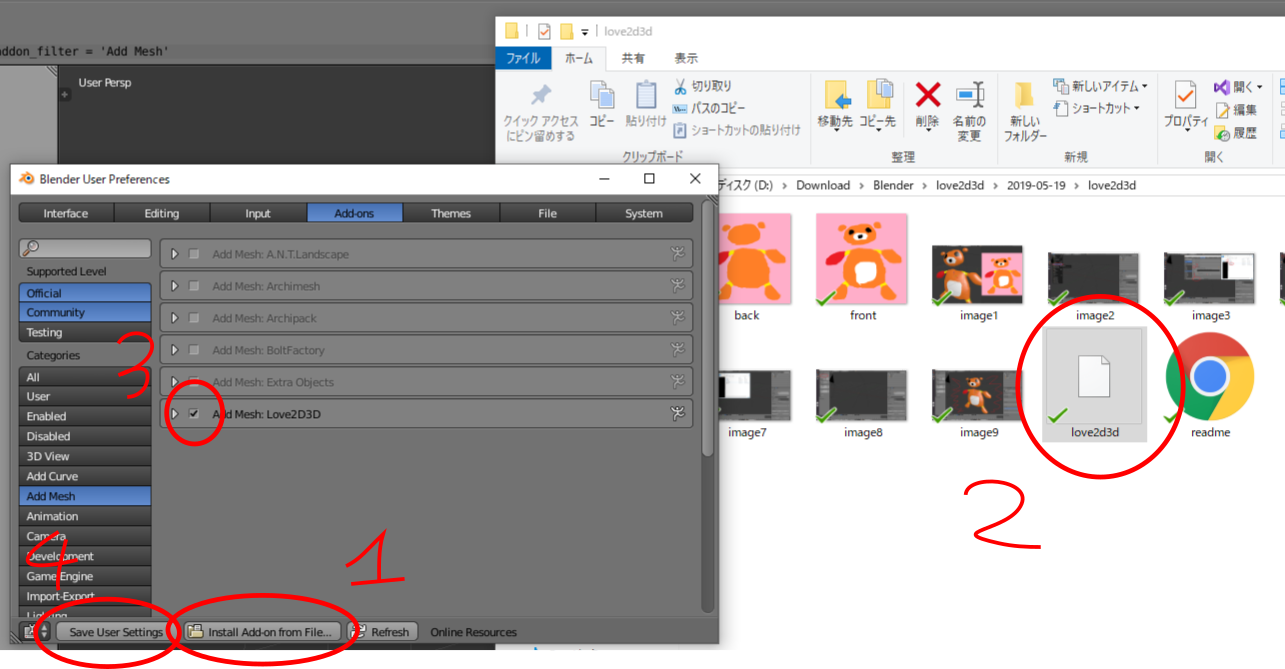 love2d3d
addon_filter = 'Add Mesh'
User Persp
ファイル ホーム 共有 表示
クイック アクセス
にピン留めする
コピー
貼り付け
切り取り
パスのコピー
ショートカットの貼り付け
クリップボード
移動先
コピー先
削除
名前の
変更
整理
新しい
フォルダー
新しいアイテム
ショートカット
新規
プロパティ
開く
編集
履歴
開く
ディスク (D:) › Download › Blender › love2d3d › 2019-05-19 › love2d3d
back front image1 image2 image3
image7 image8 image9 love2d3d readme
Blender User Preferences
Interface Editing Input Add-ons Themes File System
Supported Level
Official
Community
Testing
Categories
All
User
Enabled
Disabled
3D View
Add Curve
Add Mesh
Animation
Camera
Development
Game Engine
Import-Export
Lighting
Add Mesh: A.N.T.Landscape
Add Mesh: Archimesh
Add Mesh: Archipack
Add Mesh: BoltFactory
Add Mesh: Extra Objects
Add Mesh: Love2D3D
Save User Settings Install Add-on from File... Refresh Online Resources
1
2
3
4